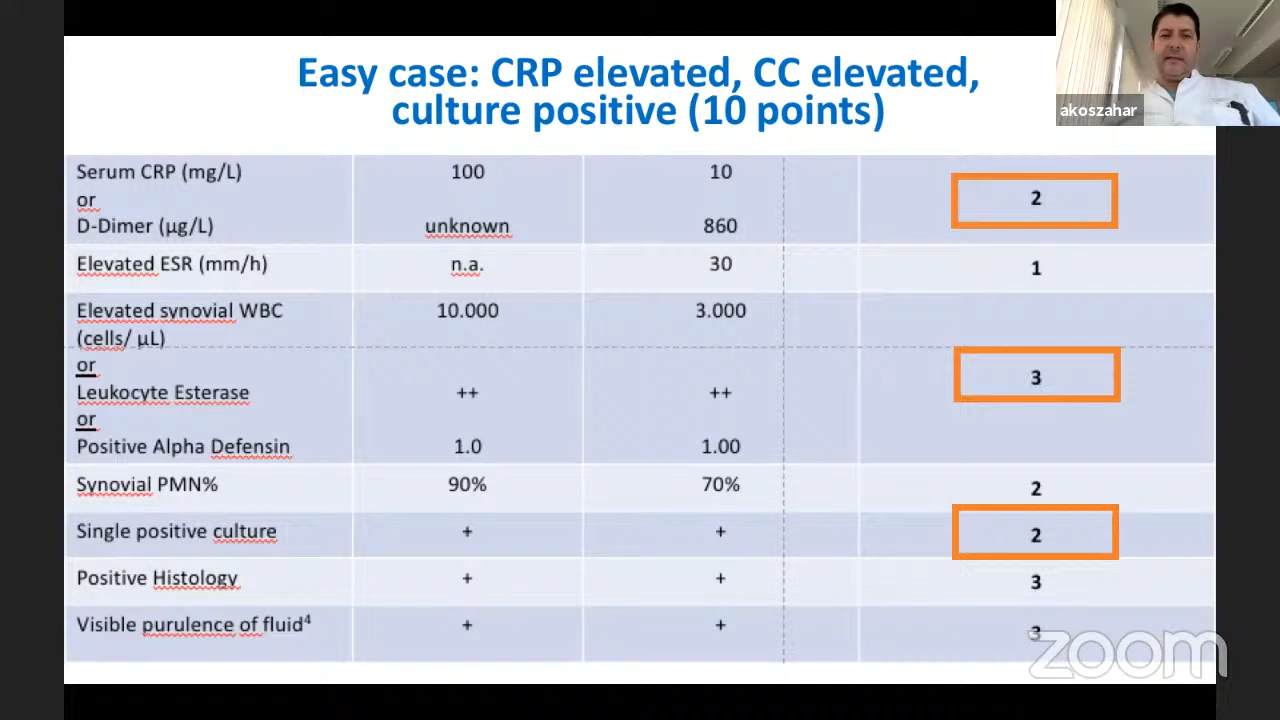 Easy case: CRP elevated, CC elevated,
culture positive (10 points)
akoszahar
Serum CRP (mg/L) 100 10 2
or
D-Dimer (µg/L) unknown 860
Elevated ESR (mm/h) n.a. 30 1
Elevated synovial WBC 10.000 3.000
(cells/ µL)
or 3
Leukocyte Esterase ++ ++
or
Positive Alpha Defensin 1.0 1.00
Synovial PMN% 90% 70% 2
Single positive culture + + 2
Positive Histology + + 3
Visible purulence of fluid⁴ + + 3
zoom